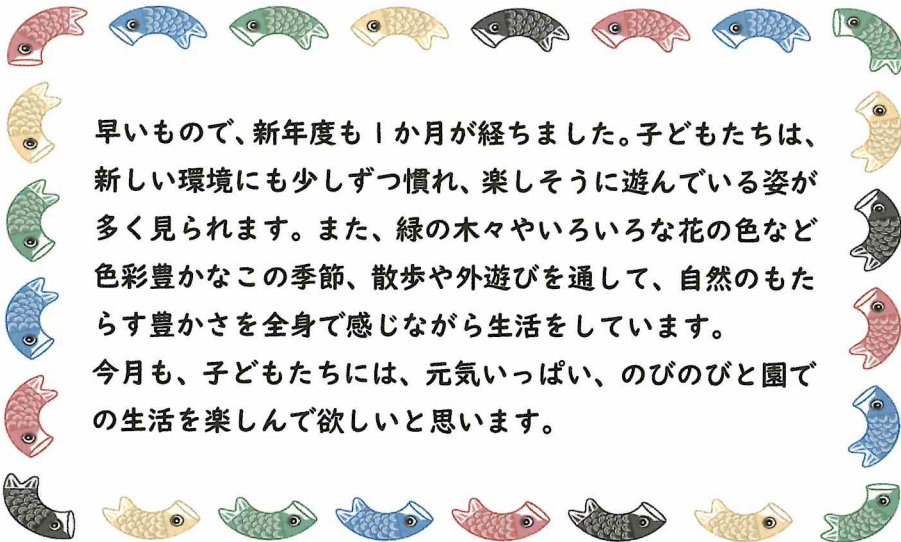 早いもので、新年度も1か月が経ちました。子どもたちは、
新しい環境にも少しずつ慣れ、楽しそうに遊んでいる姿が
多く見られます。また、緑の木々やいろいろな花の色など
色彩豊かなこの季節、散歩や外遊びを通して、自然のもた
らす豊かさを全身で感じながら生活をしています。
今月も、子どもたちには、元気いっぱい、のびのびと園で
の生活を楽しんで欲しいと思います。